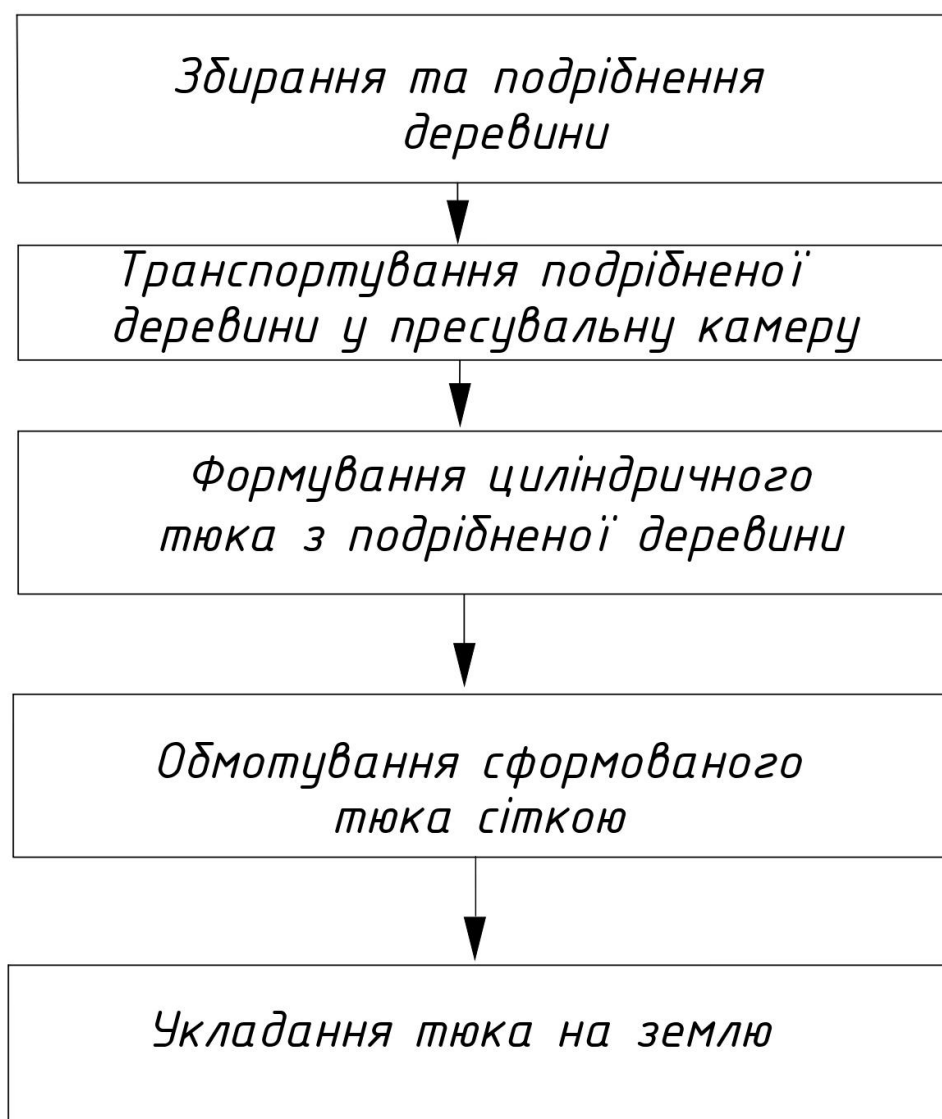 Збирання та подрібнення
деревини
Транспортування подрібненої
деревини у пресувальну камеру
Формування циліндричного
тюка з подрібненої деревини
Обмотування сформованого
тюка сіткою
Укладання тюка на землю